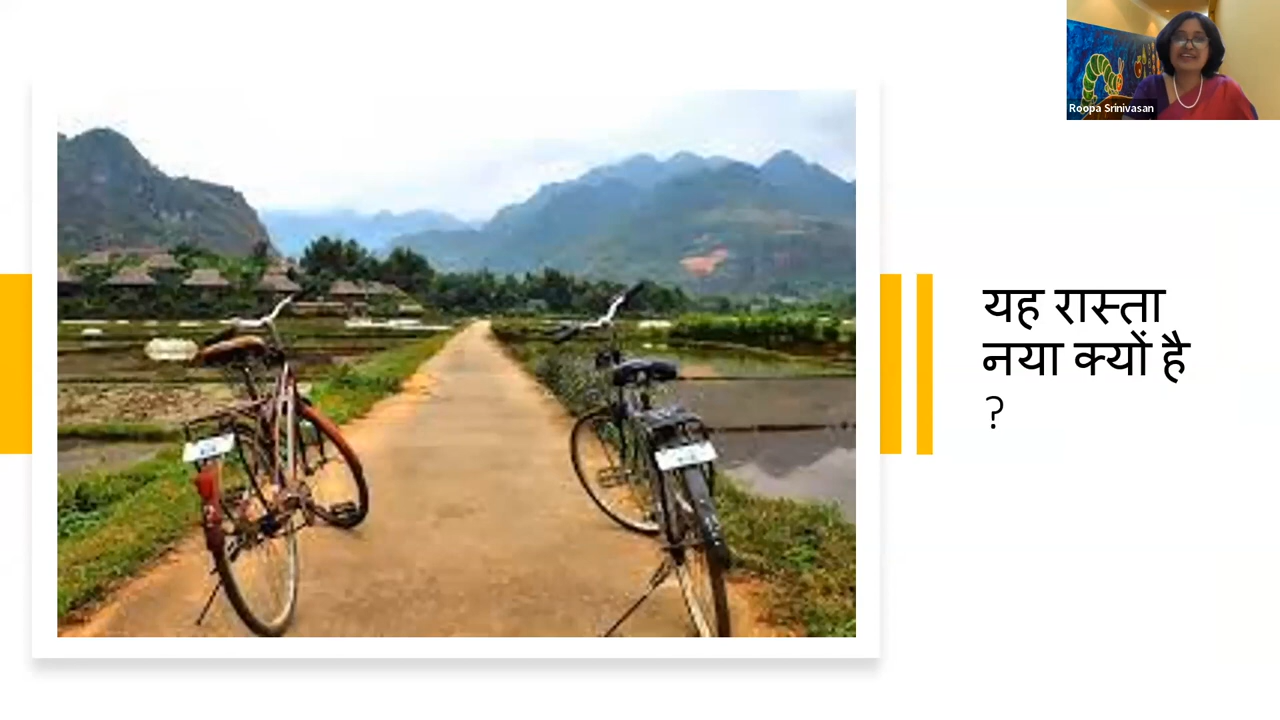 Roopa Srinivasan
यह रास्ता
नया क्यों है
?